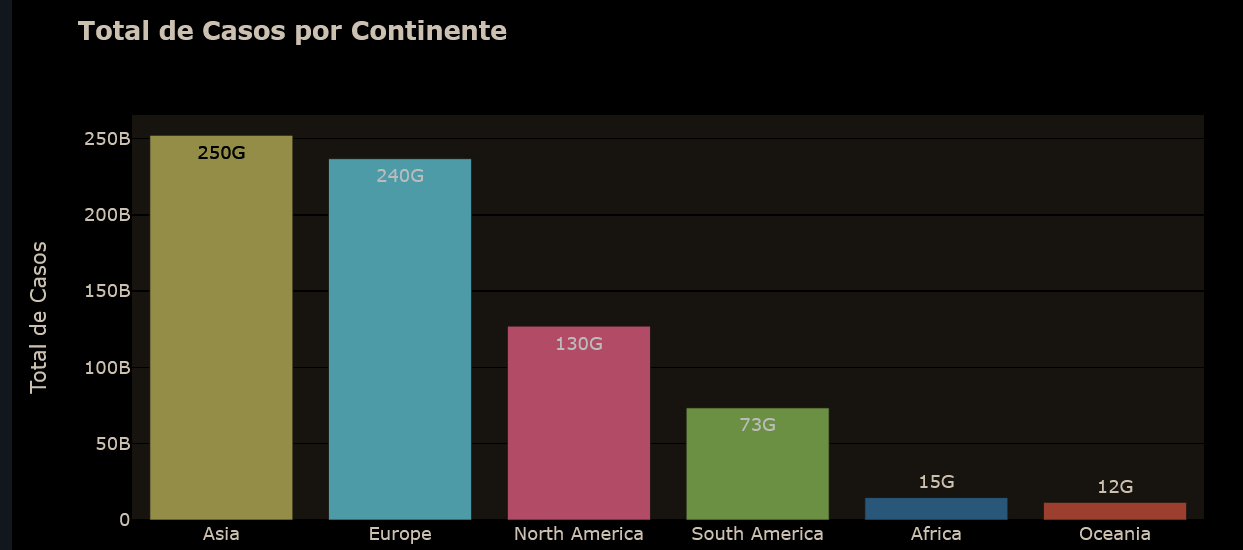 Total de Casos por Continente
Total de Casos
250B
200B
150B
100B
50B
0
250G
240G
130G
73G
15G
12G
Asia
Europe
North America
South America
Africa
Oceania